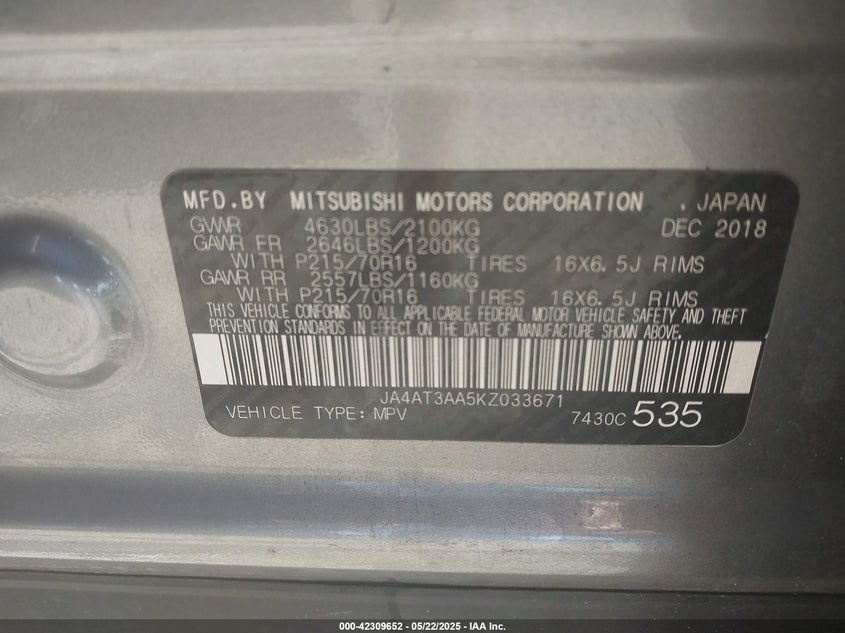 MFD.BY MITSUBISHI MOTORS CORPORATION . JAPAN
GVWR 4630LBS/2100KG DEC 2018
GAWR FR 2646LBS/1200KG
WITH P215/70R16 TIRES 16X6.5J RIMS
GAWR RR 2557LBS/1160KG
WITH P215/70R16 TIRES 16X6.5J RIMS
THIS VEHICLE CONFORMS TO ALL APPLICABLE FEDERAL MOTOR VEHICLE SAFETY AND THEFT
PREVENTION STANDARDS IN EFFECT ON THE DATE OF MANUFACTURE SHOWN ABOVE.
JA4AT3AA5KZ033671
VEHICLE TYPE: MPV 7430C 535
000-42309652 - 05/22/2025 - IAA Inc.